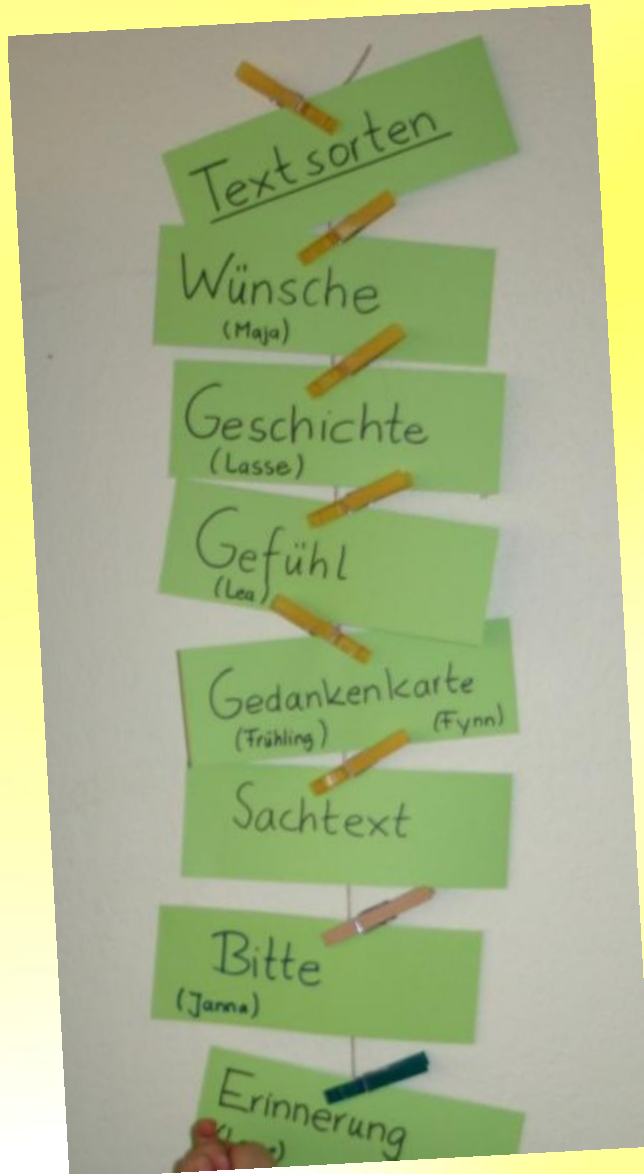 Textsorten
Wünsche
(Maja)
Geschichte
(Lasse)
Gefühl
(Lea)
Gedankenkarte
(Frühling) (Fynn)
Sachtext
Bitte
(Janna)
Erinnerung